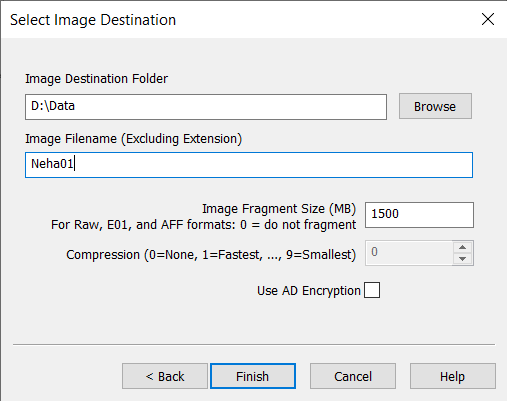 Select Image Destination
Image Destination Folder
D:\Data
Browse
Image Filename (Excluding Extension)
Neha01
Image Fragment Size (MB)
For Raw, E01, and AFF formats: 0 = do not fragment
1500
Compression (0=None, 1=Fastest, ..., 9=Smallest)
0
Use AD Encryption
< Back
Finish
Cancel
Help